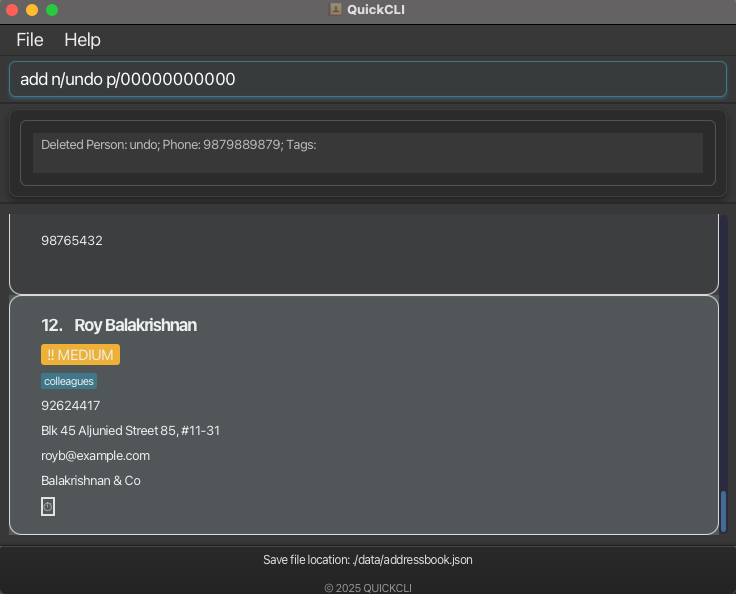 QuickCLI
File Help
add n/undo p/00000000000
Deleted Person: undo; Phone: 9879889879; Tags:
98765432
12. Roy Balakrishnan
!! MEDIUM
colleagues
92624417
Blk 45 Aljunied Street 85, #11-31
royb@example.com
Balakrishnan & Co
Save file location: ./data/addressbook.json
© 2025 QUICKCLI